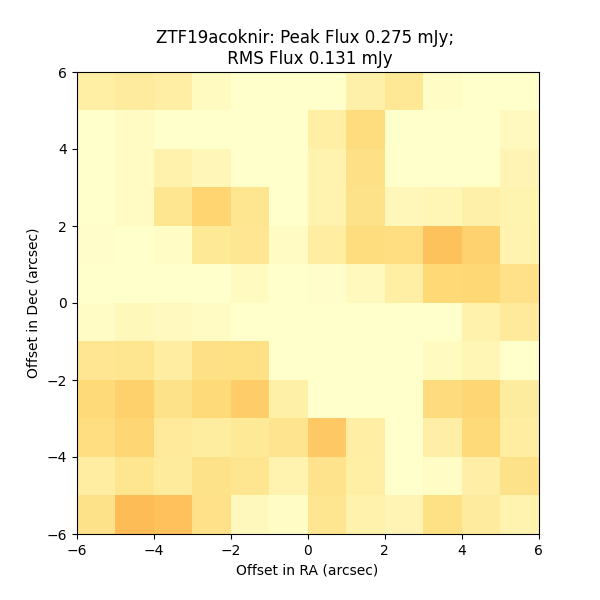 ZTF19acoknir: Peak Flux 0.275 mJy;
RMS Flux 0.131 mJy
6
4
2
0
−2
−4
−6
Offset in Dec (arcsec)
−6 −4 −2 0 2 4 6
Offset in RA (arcsec)